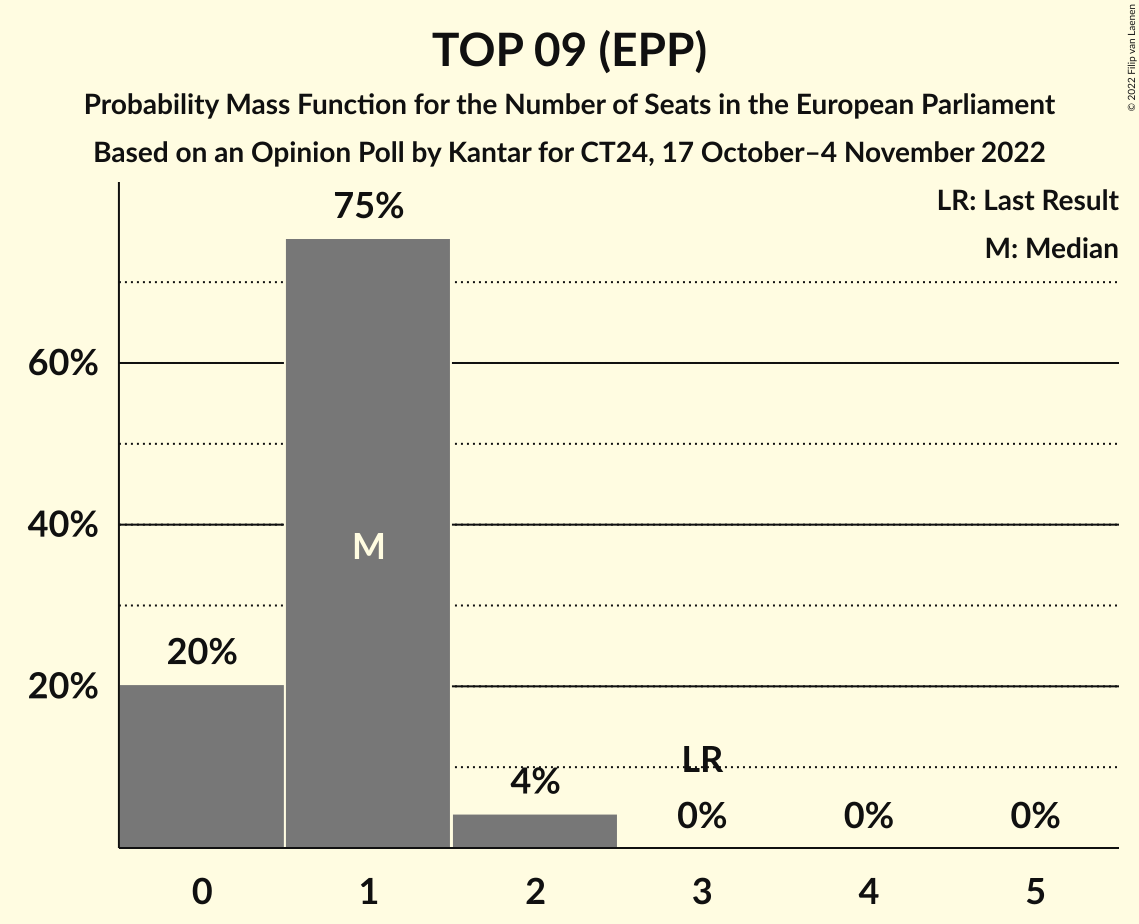 TOP 09 (EPP)
Probability Mass Function for the Number of Seats in the European Parliament
Based on an Opinion Poll by Kantar for CT24, 17 October–4 November 2022
© 2022 Filip van Laenen
LR: Last Result
M: Median
75%
60%
40%
M
20%
20%
LR
4%
0%
0%
0%
0 1 2 3 4 5